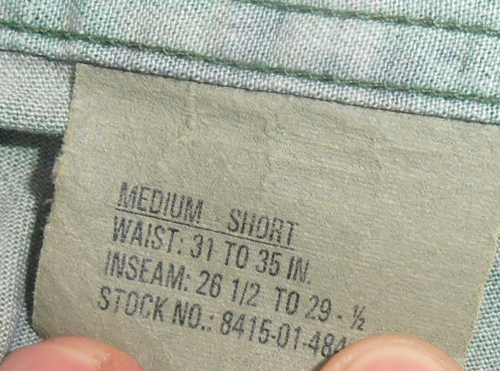 MEDIUM SHORT
WAIST: 31 TO 35 IN.
INSEAM: 26 1/2 TO 29 - ½
STOCK NO.: 8415-01-484